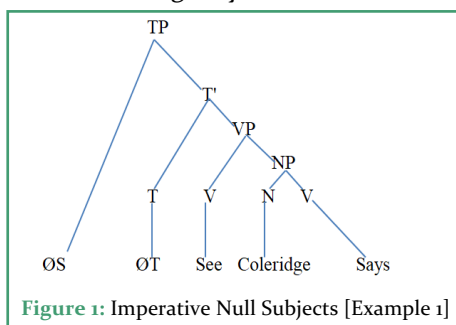 TP
T'
VP
NP
T V N V
ØS ØT See Coleridge Says
Figure 1: Imperative Null Subjects [Example 1]